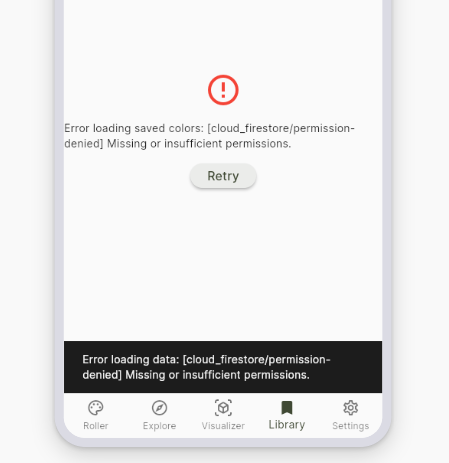 Error loading saved colors: [cloud_firestore/permission-
denied] Missing or insufficient permissions.
Retry
Error loading data: [cloud_firestore/permission-
denied] Missing or insufficient permissions.
Roller Explore Visualizer Library Settings